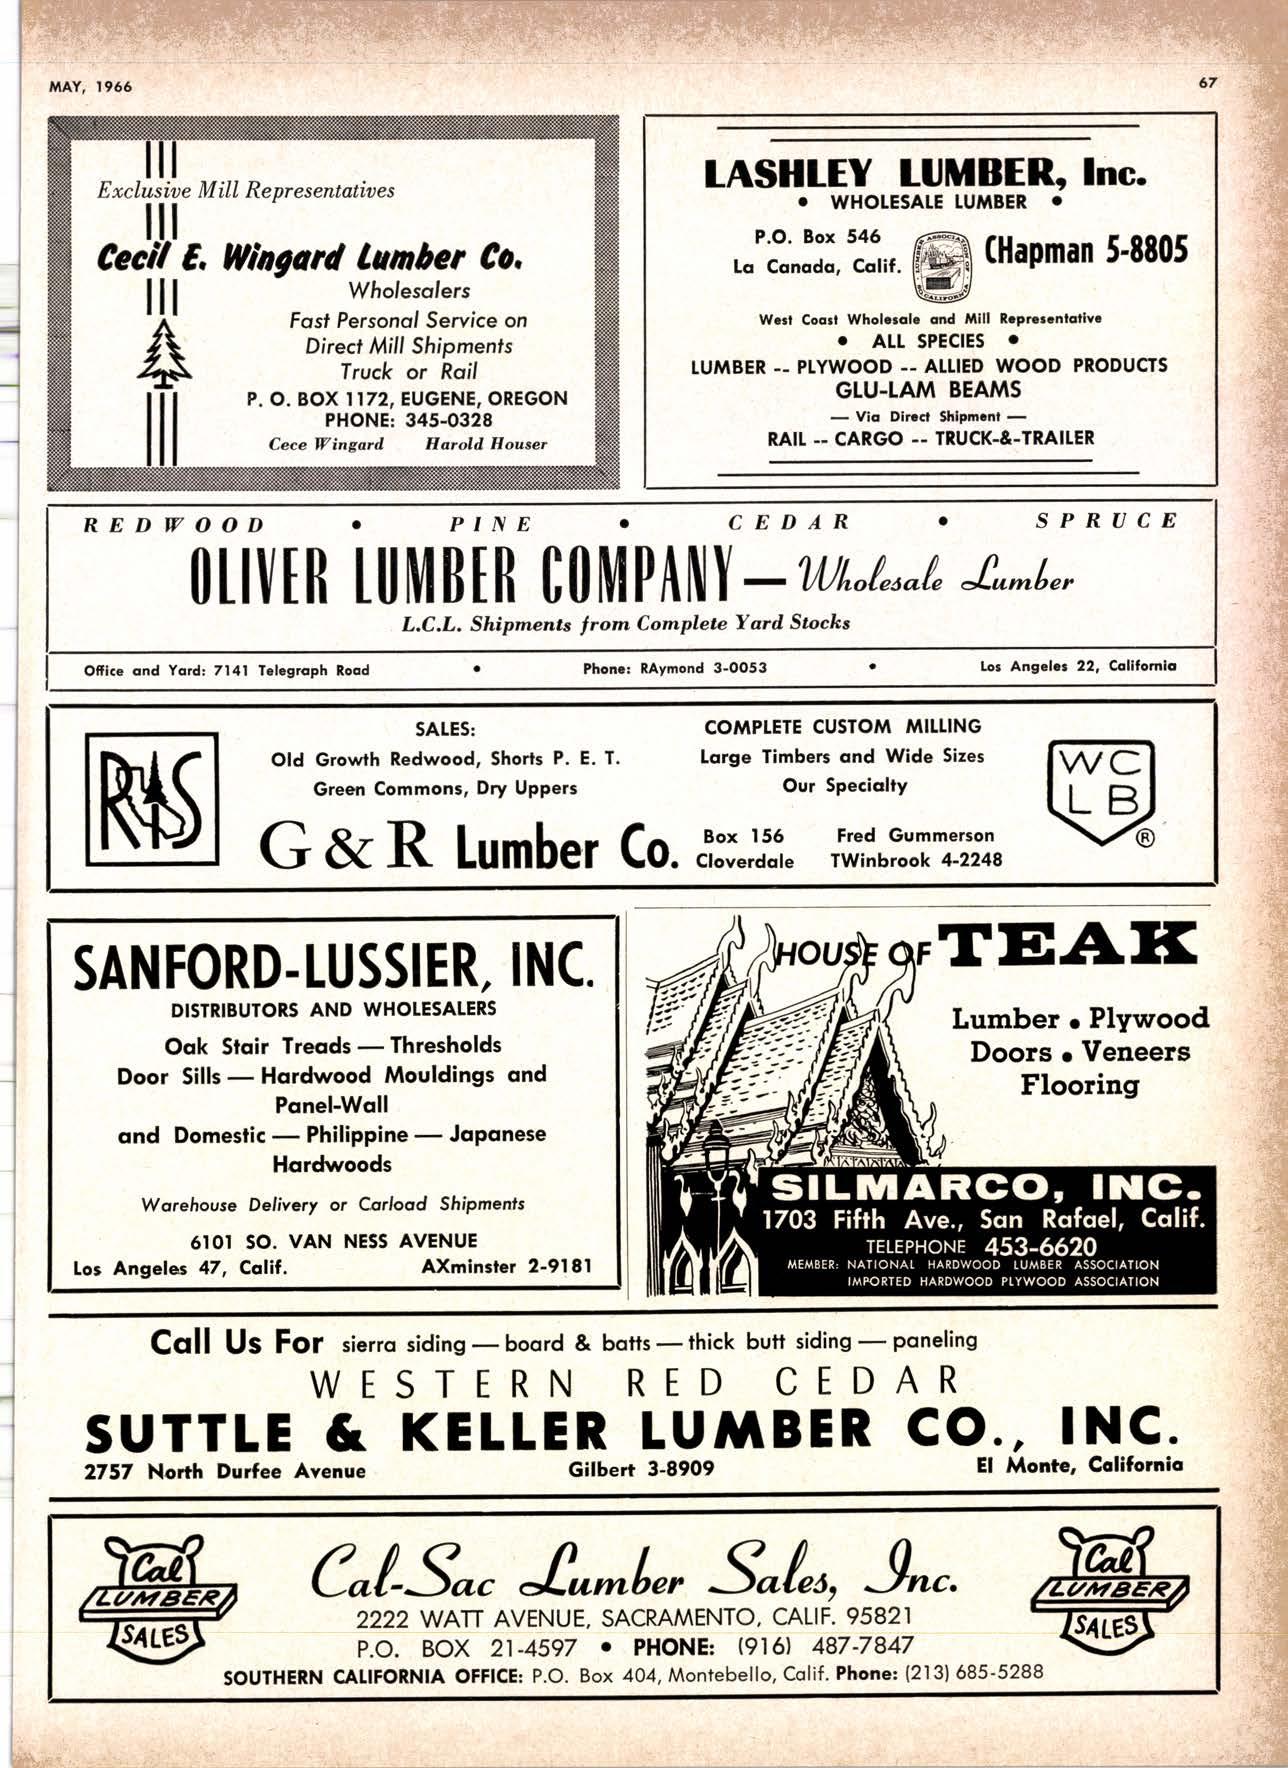 MAY, 1966
67
Exclusive Mill Representatives
Cecil E. Wingard Lumber Co.
Wholesalers
Fast Personal Service on
Direct Mill Shipments
Truck or Rail
P. O. BOX 1172, EUGENE, OREGON
PHONE: 345-0328
Cece Wingard Harold Houser
LASHLEY LUMBER, Inc.
• WHOLESALE LUMBER •
P.O. Box 546
La Canada, Calif.
LUMBER ASSOCIATION OF SO. CALIFORNIA
CHapman 5-8805
West Coast Wholesale and Mill Representative
• ALL SPECIES •
LUMBER -- PLYWOOD -- ALLIED WOOD PRODUCTS
GLU-LAM BEAMS
— Via Direct Shipment —
RAIL -- CARGO -- TRUCK-&-TRAILER
REDWOOD • PINE • CEDAR • SPRUCE
OLIVER LUMBER COMPANY — Wholesale Lumber
L.C.L. Shipments from Complete Yard Stocks
Office and Yard: 7141 Telegraph Road • Phone: RAymond 3-0053 • Los Angeles 22, California
RIS
SALES:
Old Growth Redwood, Shorts P. E. T.
Green Commons, Dry Uppers
COMPLETE CUSTOM MILLING
Large Timbers and Wide Sizes
Our Specialty
G & R Lumber Co.
Box 156
Cloverdale
Fred Gummerson
TWinbrook 4-2248
WC
LB
®
SANFORD-LUSSIER, INC.
DISTRIBUTORS AND WHOLESALERS
Oak Stair Treads — Thresholds
Door Sills — Hardwood Mouldings and
Panel-Wall
and Domestic — Philippine — Japanese
Hardwoods
Warehouse Delivery or Carload Shipments
6101 SO. VAN NESS AVENUE
Los Angeles 47, Calif. AXminster 2-9181
HOUSE OF TEAK
Lumber • Plywood
Doors • Veneers
Flooring
SILMARCO, INC.
1703 Fifth Ave., San Rafael, Calif.
TELEPHONE 453-6620
MEMBER: NATIONAL HARDWOOD LUMBER ASSOCIATION
IMPORTED HARDWOOD PLYWOOD ASSOCIATION
Call Us For sierra siding — board & batts — thick butt siding — paneling
WESTERN RED CEDAR
SUTTLE & KELLER LUMBER CO., INC.
2757 North Durfee Avenue Gilbert 3-8909 El Monte, California
Cal
LUMBER
SALES
Cal-Sac Lumber Sales, Inc.
2222 WATT AVENUE, SACRAMENTO, CALIF. 95821
P.O. BOX 21-4597 • PHONE: (916) 487-7847
SOUTHERN CALIFORNIA OFFICE: P.O. Box 404, Montebello, Calif. Phone: (213) 685-5288
Cal
LUMBER
SALES